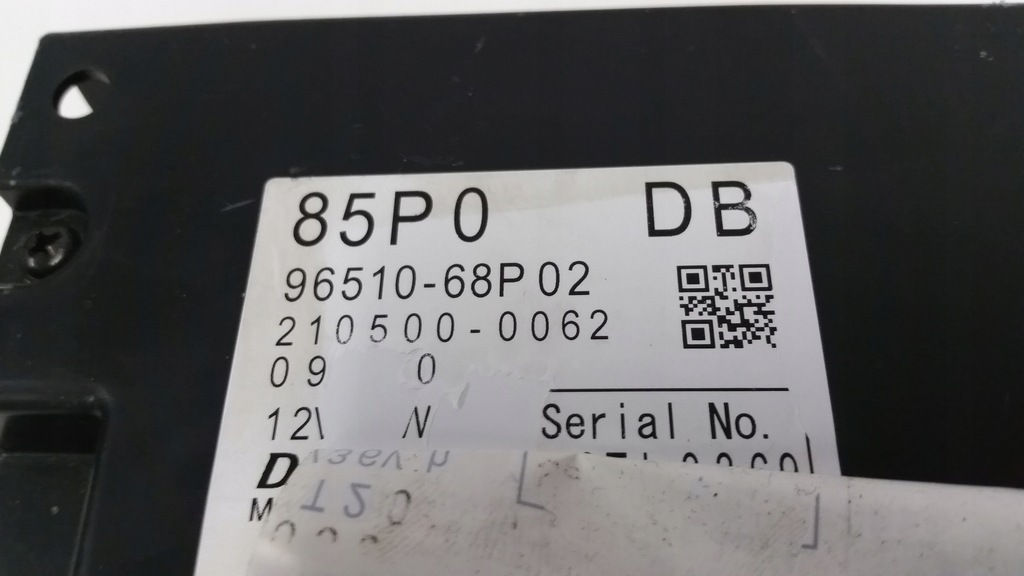 85P0 DB
96510-68P02
210500-0062
09 0
12\ N
Serial No.
D
M